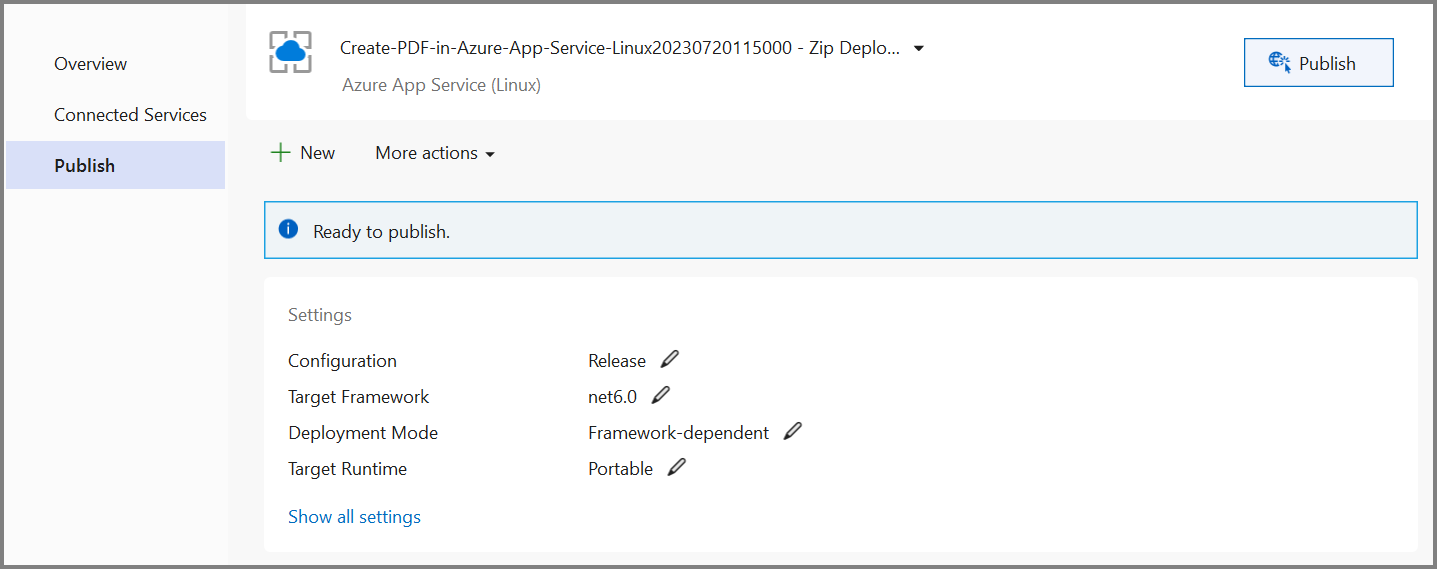 Overview
Connected Services
Publish
Create-PDF-in-Azure-App-Service-Linux20230720115000 - Zip Deplo...
Azure App Service (Linux)
Publish
New
More actions
Ready to publish.
Settings
Configuration Release
Target Framework net6.0
Deployment Mode Framework-dependent
Target Runtime Portable
Show all settings